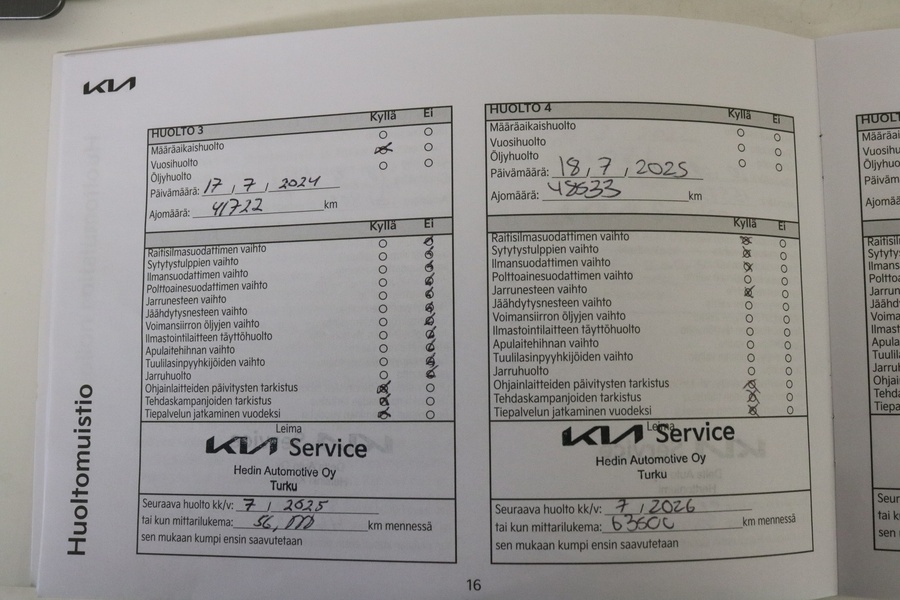 KIA
HUOLTO 3 Kyllä Ei
Määräaikaishuolto
Vuosihuolto
Öljyhuolto
Päivämäärä: 17 / 7 / 2024
Ajomäärä: 41722 km
Kyllä Ei
Raitisilmasuodattimen vaihto
Sytytystulppien vaihto
Ilmansuodattimen vaihto
Polttoainesuodattimen vaihto
Jarrunesteen vaihto
Jäähdytysnesteen vaihto
Voimansiirron öljyjen vaihto
Ilmastointilaitteen täyttöhuolto
Apulaitehihnan vaihto
Tuulilasinpyyhkijöiden vaihto
Jarruhuolto
Ohjainlaitteiden päivitysten tarkistus
Tehdaskampanjoiden tarkistus
Tiepalvelun jatkaminen vuodeksi
Leima
KIA Service
Hedin Automotive Oy
Turku
Seuraava huolto kk/v: 7 / 2025
tai kun mittarilukema: 56, km mennessä
sen mukaan kumpi ensin saavutetaan
HUOLTO 4 Kyllä Ei
Määräaikaishuolto
Vuosihuolto
Öljyhuolto
Päivämäärä: 18 / 7 / 2025
Ajomäärä: 48633 km
Kyllä Ei
Raitisilmasuodattimen vaihto
Sytytystulppien vaihto
Ilmansuodattimen vaihto
Polttoainesuodattimen vaihto
Jarrunesteen vaihto
Jäähdytysnesteen vaihto
Voimansiirron öljyjen vaihto
Ilmastointilaitteen täyttöhuolto
Apulaitehihnan vaihto
Tuulilasinpyyhkijöiden vaihto
Jarruhuolto
Ohjainlaitteiden päivitysten tarkistus
Tehdaskampanjoiden tarkistus
Tiepalvelun jatkaminen vuodeksi
Leima
KIA Service
Hedin Automotive Oy
Turku
Seuraava huolto kk/v: 7 / 2026
tai kun mittarilukema: 63600 km mennessä
sen mukaan kumpi ensin saavutetaan
Huoltomuistio
16